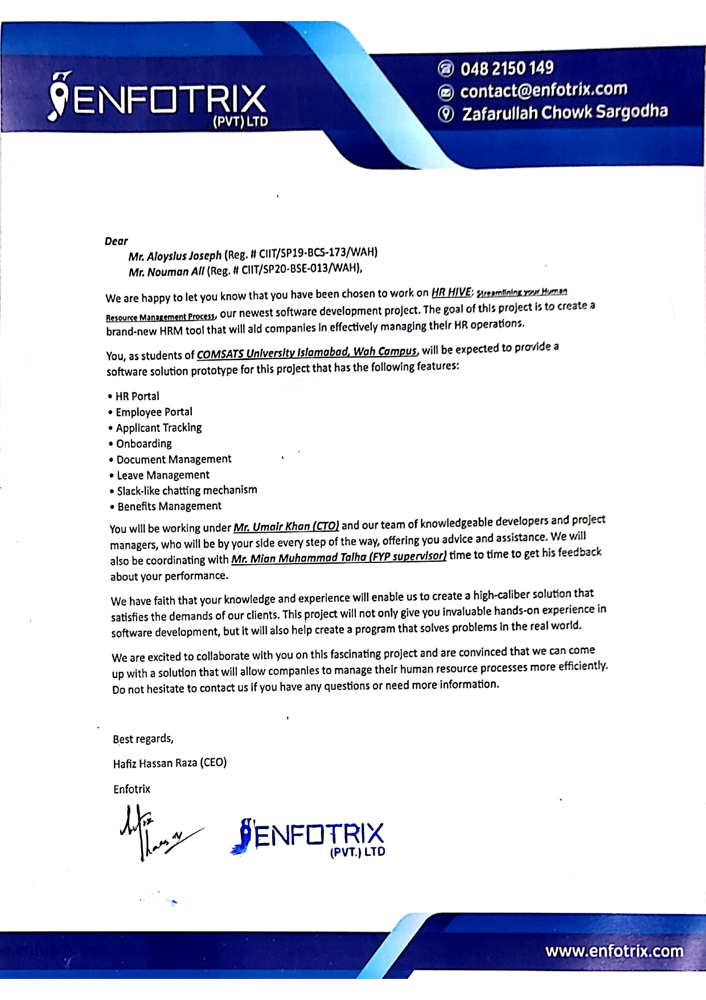 ENFOTRIX
(PVT) LTD
048 2150 149
contact@enfotrix.com
Zafarullah Chowk Sargodha
Dear
Mr. Aloysius Joseph (Reg. # CIIT/SP19-BCS-173/WAH)
Mr. Nouman Ali (Reg. # CIIT/SP20-BSE-013/WAH),
We are happy to let you know that you have been chosen to work on HR HIVE: Streamlining your Human
Resource Management Process, our newest software development project. The goal of this project is to create a
brand-new HRM tool that will aid companies in effectively managing their HR operations.
You, as students of COMSATS University Islamabad, Wah Campus, will be expected to provide a
software solution prototype for this project that has the following features:
• HR Portal
• Employee Portal
• Applicant Tracking
• Onboarding
• Document Management
• Leave Management
• Slack-like chatting mechanism
• Benefits Management
You will be working under Mr. Umair Khan (CTO) and our team of knowledgeable developers and project
managers, who will be by your side every step of the way, offering you advice and assistance. We will
also be coordinating with Mr. Mian Muhammad Talha (FYP supervisor) time to time to get his feedback
about your performance.
We have faith that your knowledge and experience will enable us to create a high-caliber solution that
satisfies the demands of our clients. This project will not only give you invaluable hands-on experience in
software development, but it will also help create a program that solves problems in the real world.
We are excited to collaborate with you on this fascinating project and are convinced that we can come
up with a solution that will allow companies to manage their human resource processes more efficiently.
Do not hesitate to contact us if you have any questions or need more information.
Best regards,
Hafiz Hassan Raza (CEO)
Enfotrix
ENFOTRIX
(PVT.) LTD
www.enfotrix.com